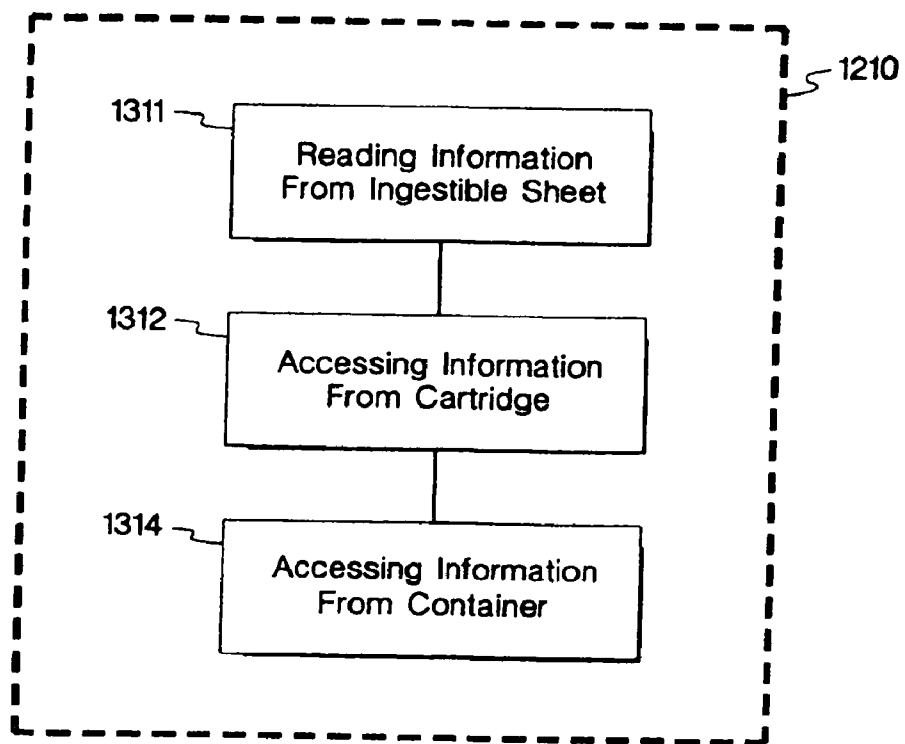 1210
1311
Reading Information
From Ingestible Sheet
1312
Accessing Information
From Cartridge
1314
Accessing Information
From Container